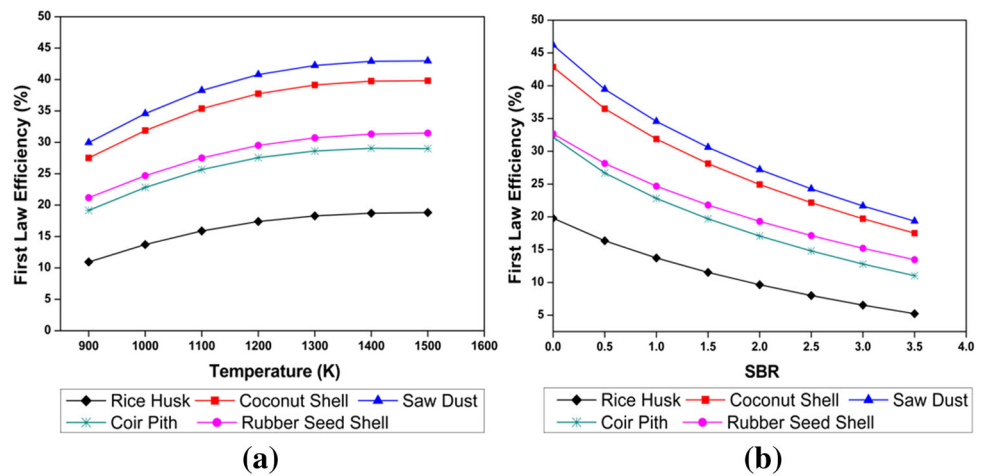 First Law Efficiency (%)
50
45
40
35
30
25
20
15
10
5
0
900 1000 1100 1200 1300 1400 1500 1600
Temperature (K)
Rice Husk Coconut Shell Saw Dust
Coir Pith Rubber Seed Shell
(a)
First Law Efficiency (%)
50
45
40
35
30
25
20
15
10
5
0.0 0.5 1.0 1.5 2.0 2.5 3.0 3.5 4.0
SBR
Rice Husk Coconut Shell Saw Dust
Coir Pith Rubber Seed Shell
(b)